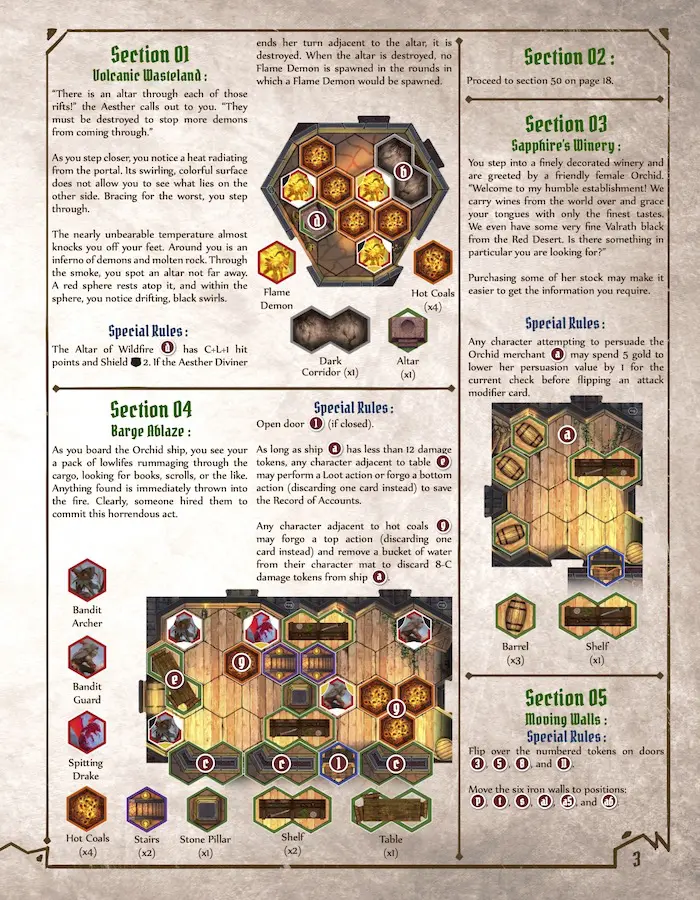 Section 01
Volcanic Wasteland :
"There is an altar through each of those
rifts!" the Aesther calls out to you. "They
must be destroyed to stop more demons
from coming through."
As you step closer, you notice a heat radiating
from the portal. Its swirling, colorful surface
does not allow you to see what lies on the
other side. Bracing for the worst, you step
through.
The nearly unbearable temperature almost
knocks you off your feet. Around you is an
inferno of demons and molten rock. Through
the smoke, you spot an altar not far away.
A red sphere rests atop it, and within the
sphere, you notice drifting, black swirls.
Special Rules :
The Altar of Wildfire a has C+L+1 hit
points and Shield 2. If the Aesther Diviner
ends her turn adjacent to the altar, it is
destroyed. When the altar is destroyed, no
Flame Demon is spawned in the rounds in
which a Flame Demon would be spawned.
b
a
Flame
Demon
Hot Coals
(x4)
Dark
Corridor (x1)
Altar
(x1)
Section 02 :
Proceed to section 50 on page 18.
Section 03
Sapphire's Winery :
You step into a finely decorated winery and
are greeted by a friendly female Orchid.
"Welcome to my humble establishment! We
carry wines from the world over and grace
your tongues with only the finest tastes.
We even have some very fine Valrath black
from the Red Desert. Is there something in
particular you are looking for?"
Purchasing some of her stock may make it
easier to get the information you require.
Special Rules :
Any character attempting to persuade the
Orchid merchant a may spend 5 gold to
lower her persuasion value by 1 for the
current check before flipping an attack
modifier card.
a
Barrel
(x3)
Shelf
(x1)
Section 04
Barge Ablaze :
As you board the Orchid ship, you see your
a pack of lowlifes rummaging through the
cargo, looking for books, scrolls, or the like.
Anything found is immediately thrown into
the fire. Clearly, someone hired them to
commit this horrendous act.
Special Rules :
Open door 1 (if closed).
As long as ship a has less than 12 damage
tokens, any character adjacent to table e
may perform a Loot action or forgo a bottom
action (discarding one card instead) to save
the Record of Accounts.
Any character adjacent to hot coals g
may forgo a top action (discarding one
card instead) and remove a bucket of water
from their character mat to discard 8-C
damage tokens from ship a.
Bandit
Archer
Bandit
Guard
Spitting
Drake
g
e
g
c
c
1
c
Hot Coals
(x4)
Stairs
(x2)
Stone Pillar
(x1)
Shelf
(x2)
Table
(x1)
Section 05
Moving Walls :
Special Rules :
Flip over the numbered tokens on doors
3, 5, 8, and 11.
Move the six iron walls to positions:
p, t, s, a1, a5, and a6.
3